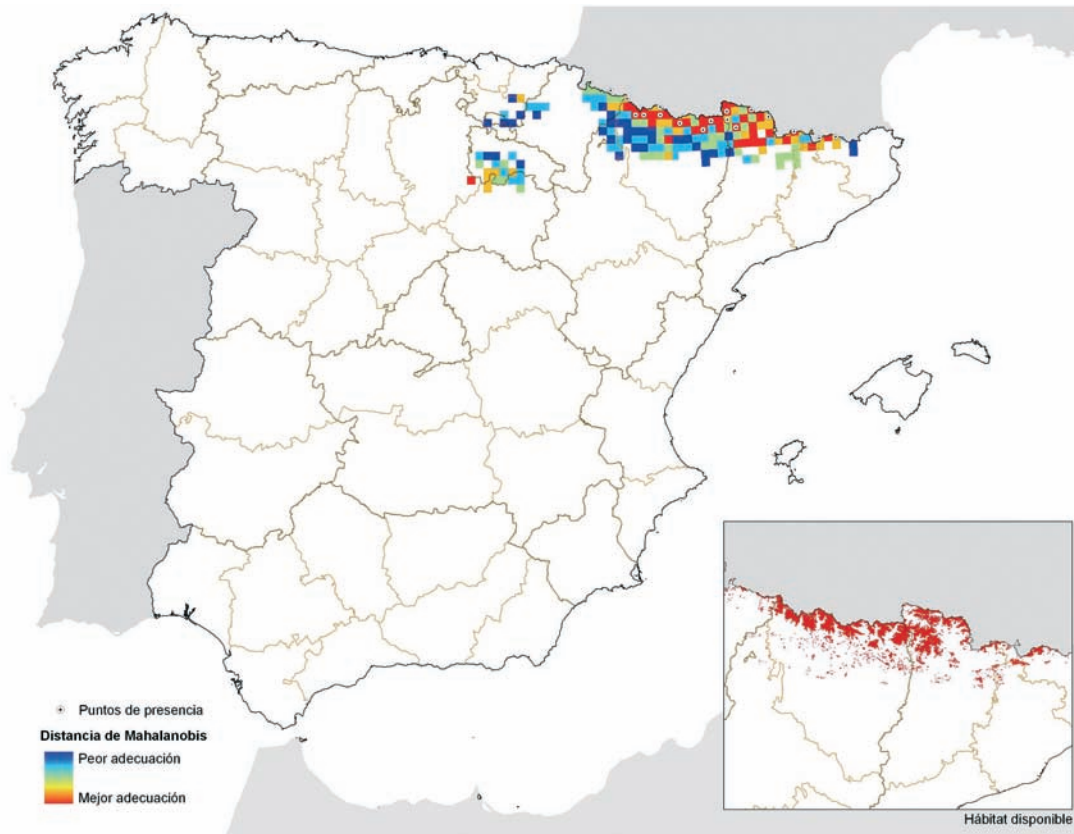 Puntos de presencia
Distancia de Mahalanobis
Peor adecuación
Mejor adecuación
Hábitat disponible